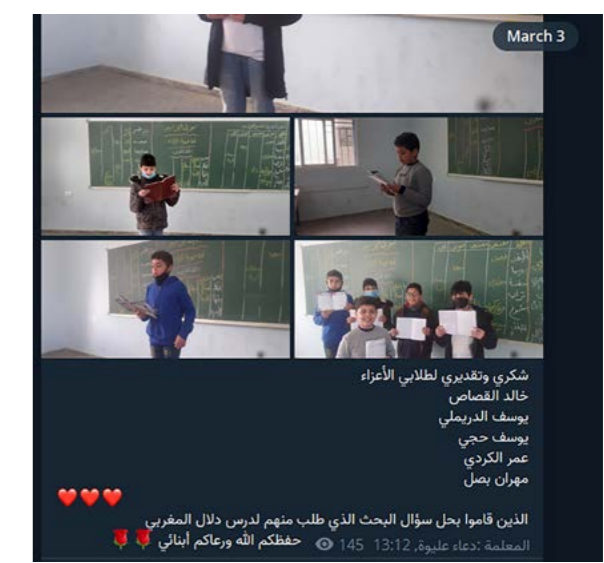 March 3
شكري وتقديري لطلابي الأعزاء
خالد القصاص
يوسف الدريملي
يوسف حجي
عمر الكردي
مهران بصل
❤️❤️❤️
الذين قاموا بحل سؤال البحث الذي طلب منهم لدرس دلال المغربي
حفظكم الله ورعاكم أبنائي 🌹🌹
المعلمة :دعاء عليوة, 13:12 145